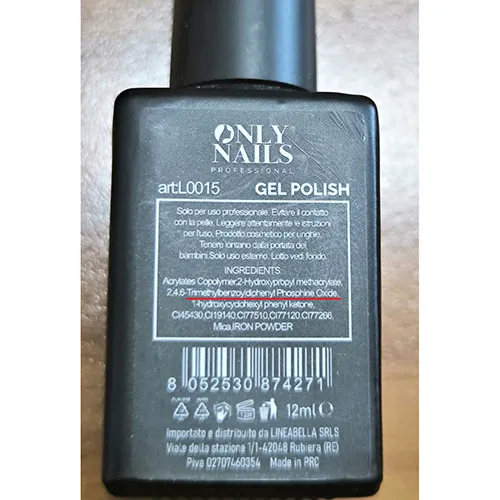 ONLY
NAILS
PROFESSIONAL
art:L0015 GEL POLISH
Solo per uso professionale. Evitare il contatto
con la pelle. Leggere attentamente le istruzioni
per l'uso. Prodotto cosmetico per unghie.
Tenere lontano dalla portata dei
bambini.Solo uso esterno. Lotto vedi fondo.
INGREDIENTS:
Acrylates Copolymer,2-Hydroxypropyl methacrylate,
2,4,6-Trimethylbenzoyldiphenyl Phosphine Oxide,
1-hydroxycyclohexyl phenyl ketone,
CI45430,CI19140,CI77510,CI77120,CI77266,
Mica,IRON POWDER
8 052530 874271
12M
12ml e
Importato e distribuito da LINEABELLA SRLS
Viale della stazione 1/1-42048 Rubiera (RE)
Piva 02707460354 Made in PRC